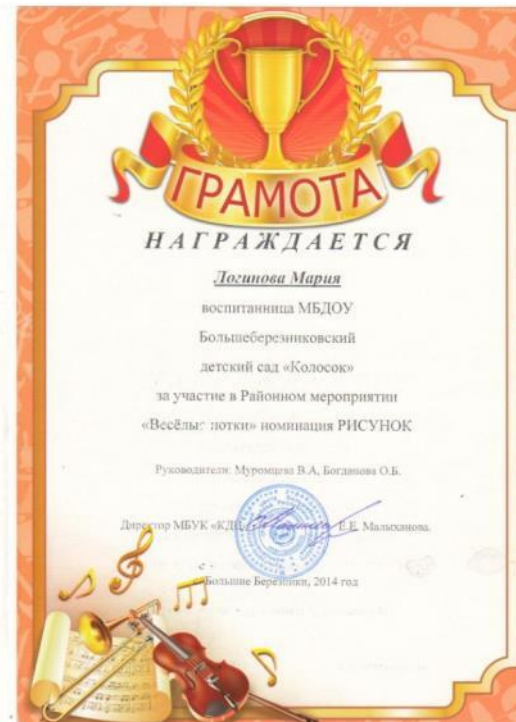 ГРАМОТА
НАГРАЖДАЕТСЯ
Логинова Мария
воспитанница МБДОУ
Большеберезниковский
детский сад «Колосок»
за участие в Районном мероприятии
«Весёлые нотки» номинация РИСУНОК
Руководители: Муромцева В.А, Богданова О.Б.
Директор МБУК «КДЦ» Е.Е. Малыханова.
с. Большие Березники, 2014 год